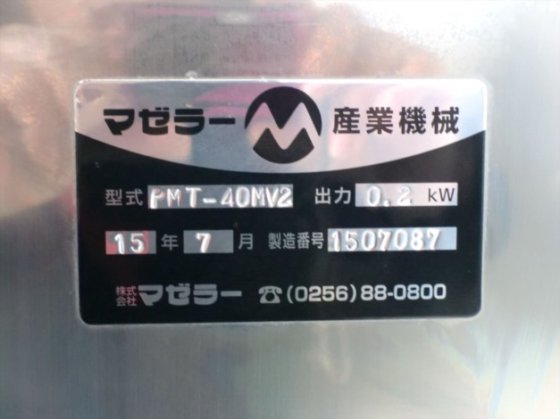 マゼラー M 産業機械
型式 PMT-40MV2 出力 0.2 kW
15 年 7 月 製造番号 1507087
株式会社 マゼラー ☎(0256)88-0800